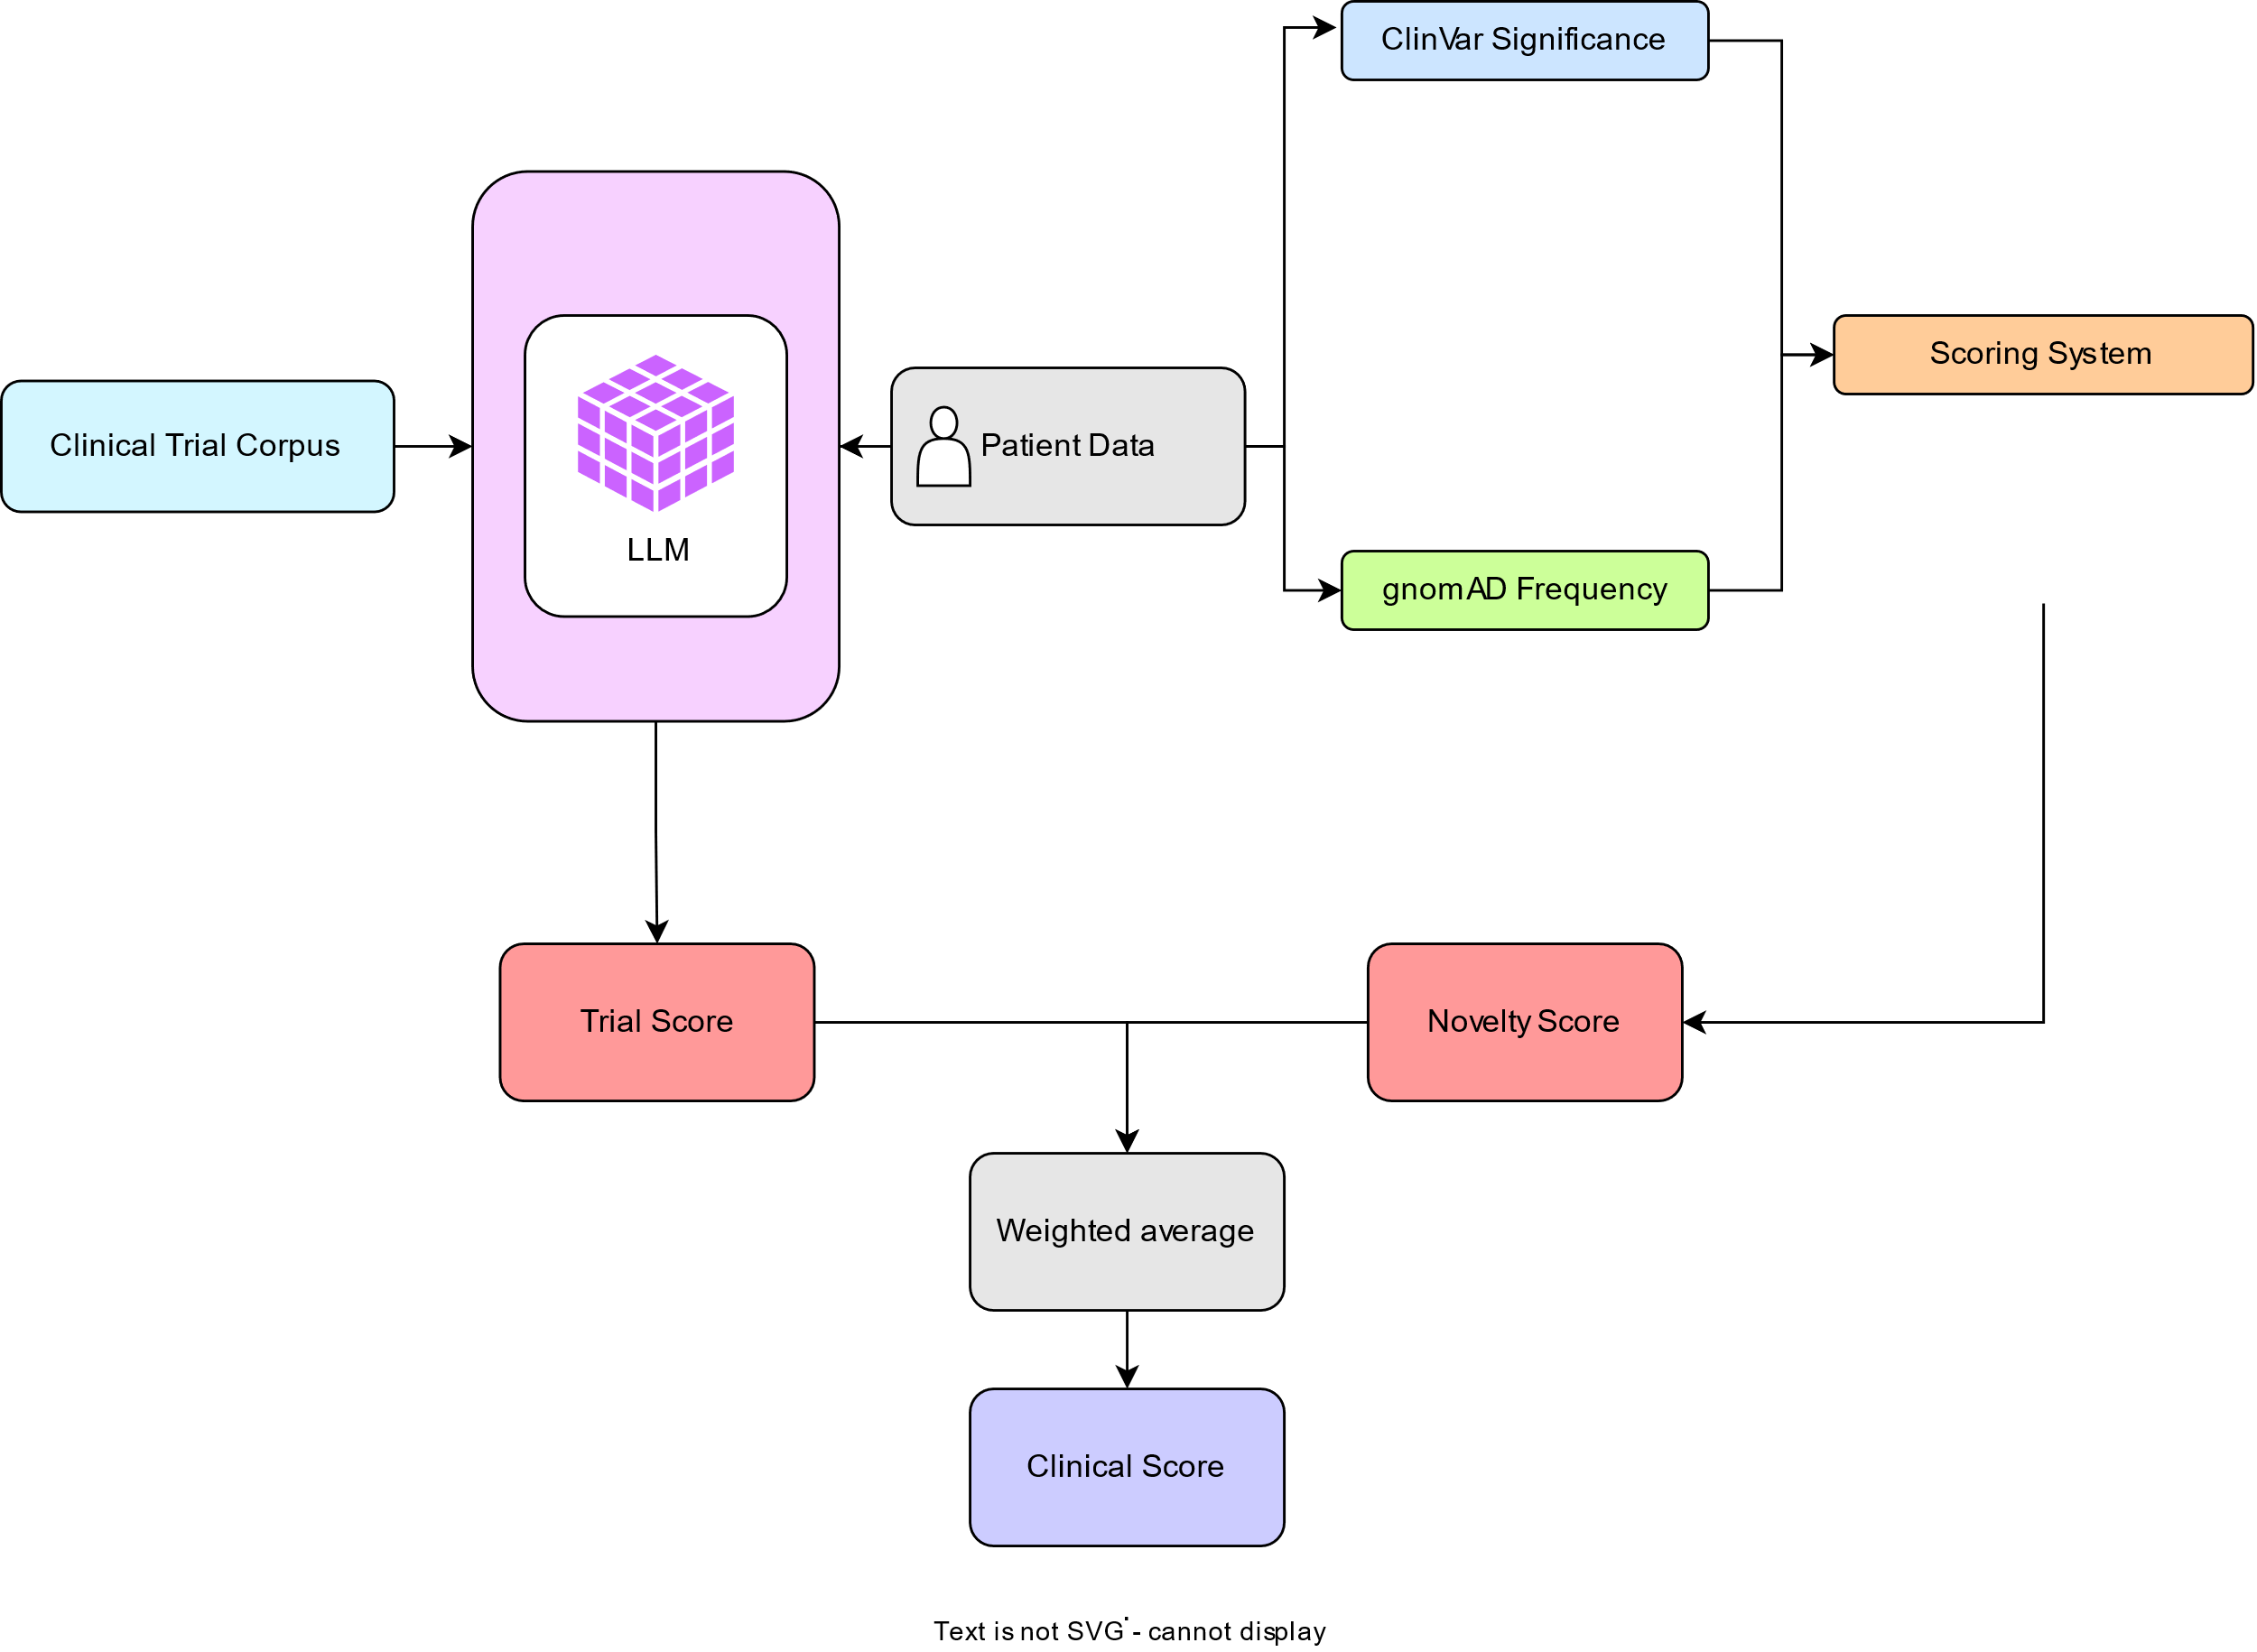 ClinVar Significance
Scoring System
Clinical Trial Corpus
Patient Data
LLM
gnomAD Frequency
Trial Score
Novelty Score
Weighted average
Clinical Score
Text is not SVG - cannot display